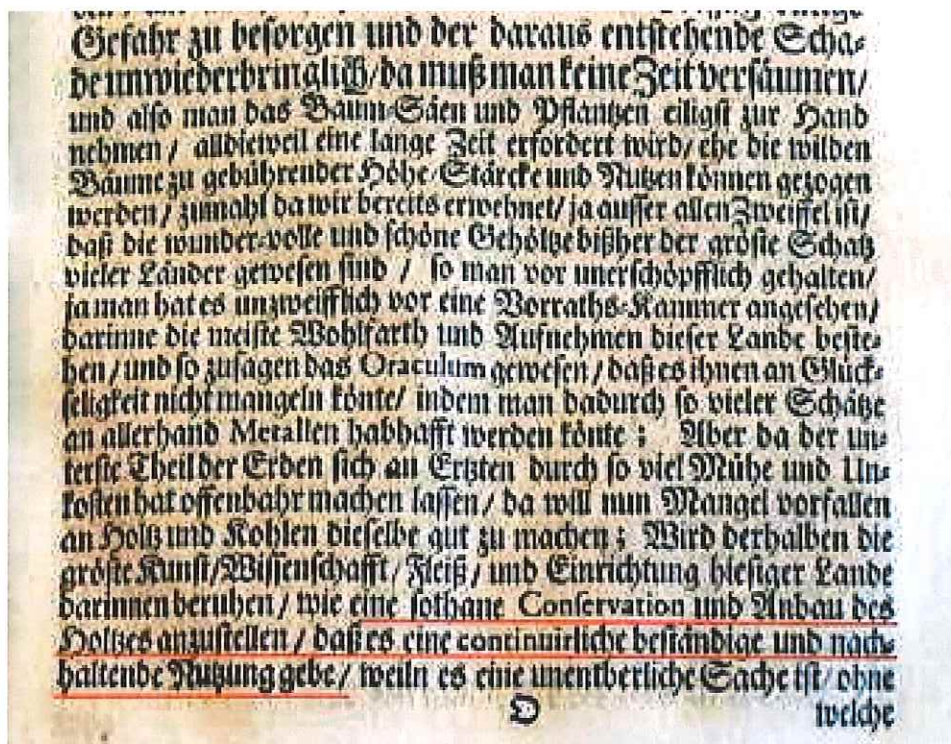 Gefahr zu besorgen und der daraus entstehende Scha-
de unwiederbringlich/ da muß man keine Zeit versäumen/
und also man das Baum-Säen und Pflantzen eiligst zur Hand
nehmen / alldieweil eine lange Zeit erfordert wird/ ehe die wilden
Bäume zu gebührender Höhe/ Stärcke und Nutzen können gezogen
werden/ zumahl da wir bereits erwehnet/ ja ausser allen Zweiffel ist/
daß die wunder-volle und schöne Gehöltze bißher der gröste Schatz
vieler Länder gewesen sind / so man vor unerschöpfflich gehalten/
ja man hat es unzweifflich vor eine Vorraths-Kammer angesehen/
darinne die meiste Wohlfarth und Aufnehmen dieser Lande beste-
hen / und so zusagen das Oraculum gewesen / daß es ihnen an Glück-
seligkeit nicht mangeln könte/ indem man dadurch so vieler Schätze
an allerhand Metallen habhafft werden könte ; Aber da der un-
terste Theil der Erden sich an Ertzten durch so viel Mühe und Un-
kosten hat offenbahr machen lassen / da will nun Mangel vorfallen
an Holtz und Kohlen dieselbe gut zu machen ; Wird derhalben die
gröste Kunst/ Wissenschafft/ Fleiß / und Einrichtung hiesiger Lande
darinnen beruhen / wie eine sothane Conservation und Anbau des
Holtzes anzustellen / daß es eine continuirliche beständige und nach-
haltende Nutzung gebe/ weiln es eine unentberliche Sache ist/ ohne
D welche